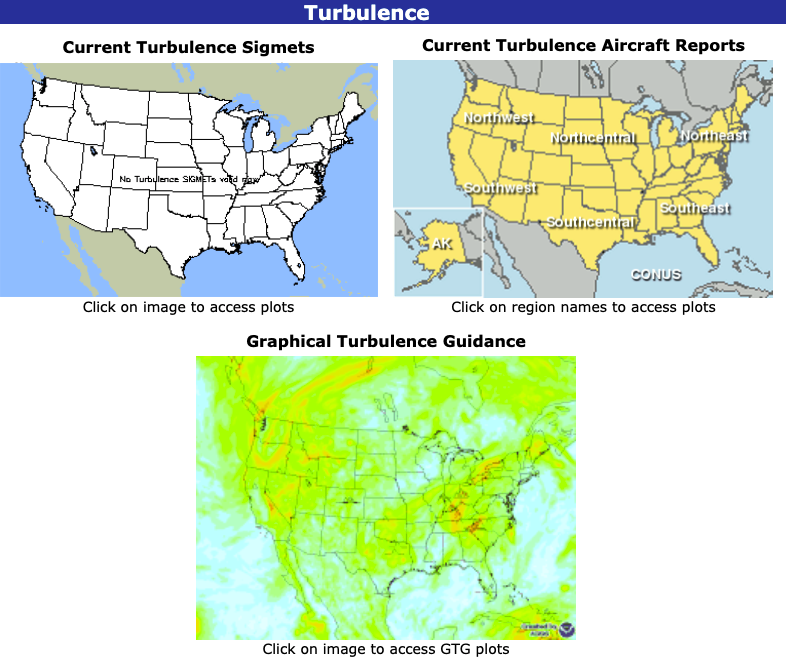 Turbulence
Current Turbulence Sigmets
No Turbulence SIGMETs valid now.
Click on image to access plots
Current Turbulence Aircraft Reports
Northwest
Northcentral
Northeast
Southwest
Southeast
Southcentral
AK
CONUS
Click on region names to access plots
Graphical Turbulence Guidance
Click on image to access GTG plots